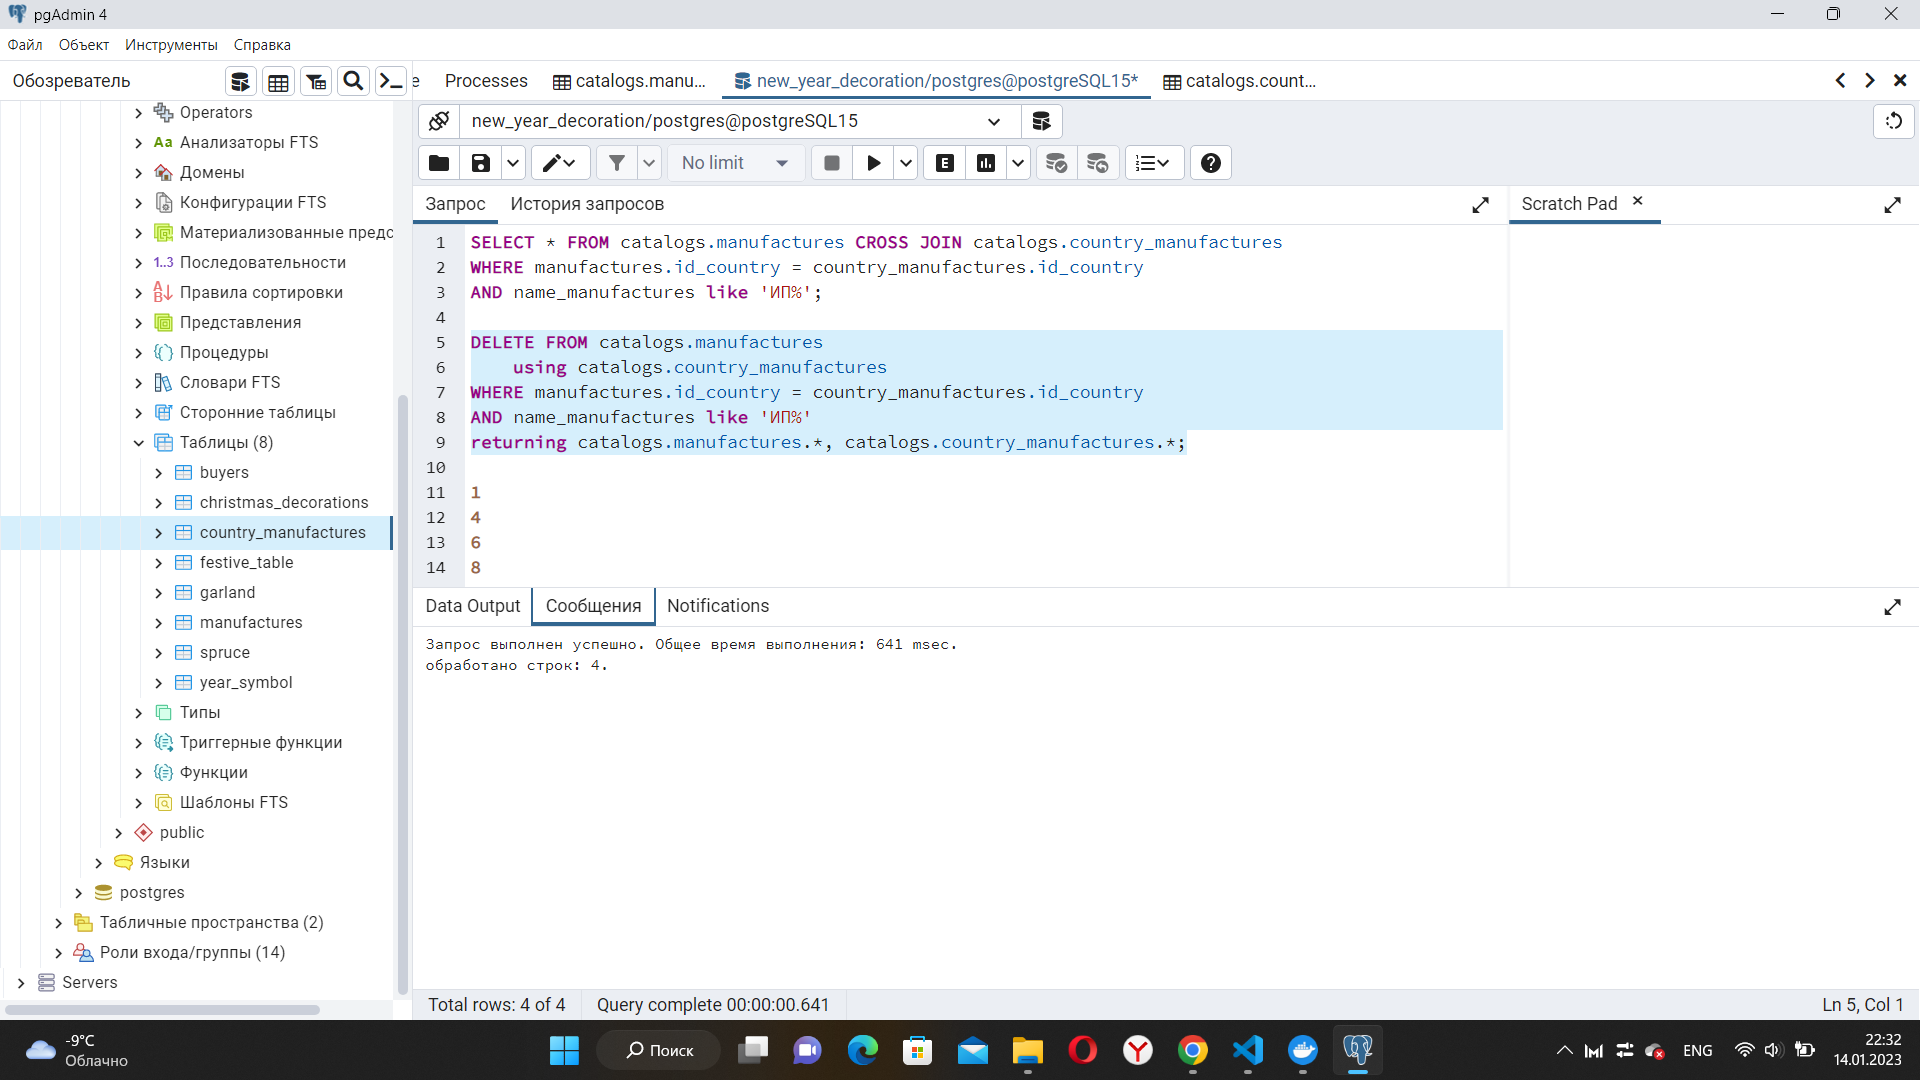 pgAdmin 4
Файл Объект Инструменты Справка
Обозреватель
e Processes catalogs.manu... new_year_decoration/postgres@postgreSQL15* catalogs.count...
Operators
Анализаторы FTS
Домены
Конфигурации FTS
Материализованные предс
1..3 Последовательности
Правила сортировки
Представления
Процедуры
Словари FTS
Сторонние таблицы
Таблицы (8)
buyers
christmas_decorations
country_manufactures
festive_table
garland
manufactures
spruce
year_symbol
Типы
Триггерные функции
Функции
Шаблоны FTS
public
Языки
postgres
Табличные пространства (2)
Роли входа/группы (14)
Servers
new_year_decoration/postgres@postgreSQL15
No limit
E
Запрос История запросов
Scratch Pad
1 SELECT * FROM catalogs.manufactures CROSS JOIN catalogs.country_manufactures
2 WHERE manufactures.id_country = country_manufactures.id_country
3 AND name_manufactures like 'ИП%';
4
5 DELETE FROM catalogs.manufactures
6 using catalogs.country_manufactures
7 WHERE manufactures.id_country = country_manufactures.id_country
8 AND name_manufactures like 'ИП%'
9 returning catalogs.manufactures.*, catalogs.country_manufactures.*;
10
11 1
12 4
13 6
14 8
Data Output Сообщения Notifications
Запрос выполнен успешно. Общее время выполнения: 641 msec.
обработано строк: 4.
Total rows: 4 of 4 Query complete 00:00:00.641 Ln 5, Col 1
-9°C
Облачно
Поиск
ENG
22:32
14.01.2023